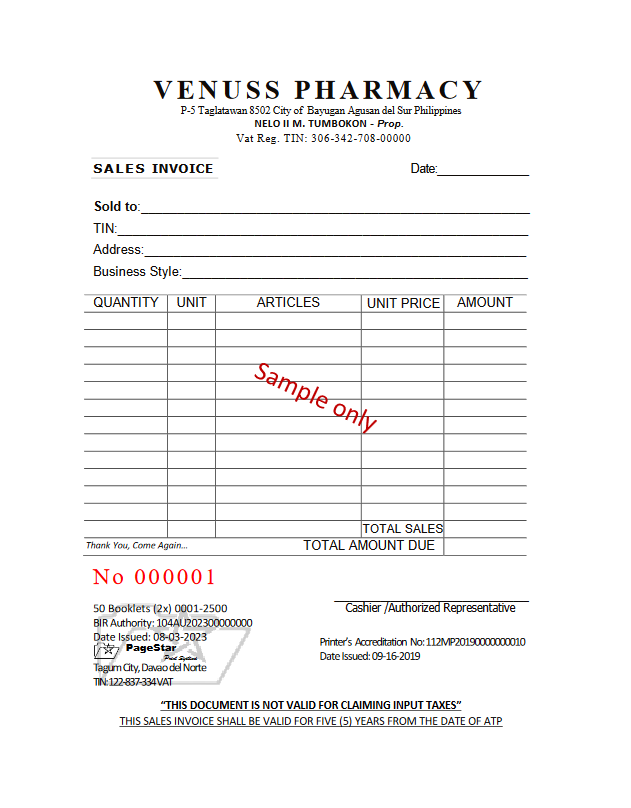 VENUSS PHARMACY
P-5 Taglatawan 8502 City of Bayugan Agusan del Sur Philippines
NELO II M. TUMBOKON - Prop.
Vat Reg. TIN: 306-342-708-00000
SALES INVOICE Date:
Sold to:
TIN:
Address:
Business Style:
QUANTITY UNIT ARTICLES UNIT PRICE AMOUNT
Sample only
TOTAL SALES
Thank You, Come Again... TOTAL AMOUNT DUE
No 000001
Cashier /Authorized Representative
50 Booklets (2x) 0001-2500
BIR Authority: 104AU202300000000
Date Issued: 08-03-2023
PageStar
Tagum City, Davao del Norte
TIN: 122-837-334 VAT
Printer's Accreditation No: 112MP20190000000010
Date Issued: 09-16-2019
“THIS DOCUMENT IS NOT VALID FOR CLAIMING INPUT TAXES”
THIS SALES INVOICE SHALL BE VALID FOR FIVE (5) YEARS FROM THE DATE OF ATP